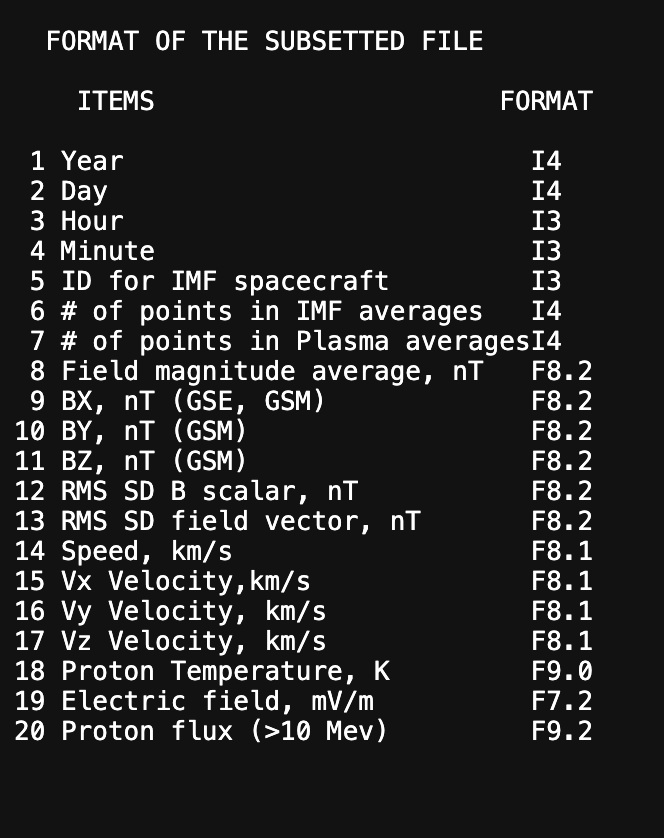 FORMAT OF THE SUBSETTED FILE
ITEMS FORMAT
1 Year I4
2 Day I4
3 Hour I3
4 Minute I3
5 ID for IMF spacecraft I3
6 # of points in IMF averages I4
7 # of points in Plasma averagesI4
8 Field magnitude average, nT F8.2
9 BX, nT (GSE, GSM) F8.2
10 BY, nT (GSM) F8.2
11 BZ, nT (GSM) F8.2
12 RMS SD B scalar, nT F8.2
13 RMS SD field vector, nT F8.2
14 Speed, km/s F8.1
15 Vx Velocity,km/s F8.1
16 Vy Velocity, km/s F8.1
17 Vz Velocity, km/s F8.1
18 Proton Temperature, K F9.0
19 Electric field, mV/m F7.2
20 Proton flux (>10 Mev) F9.2